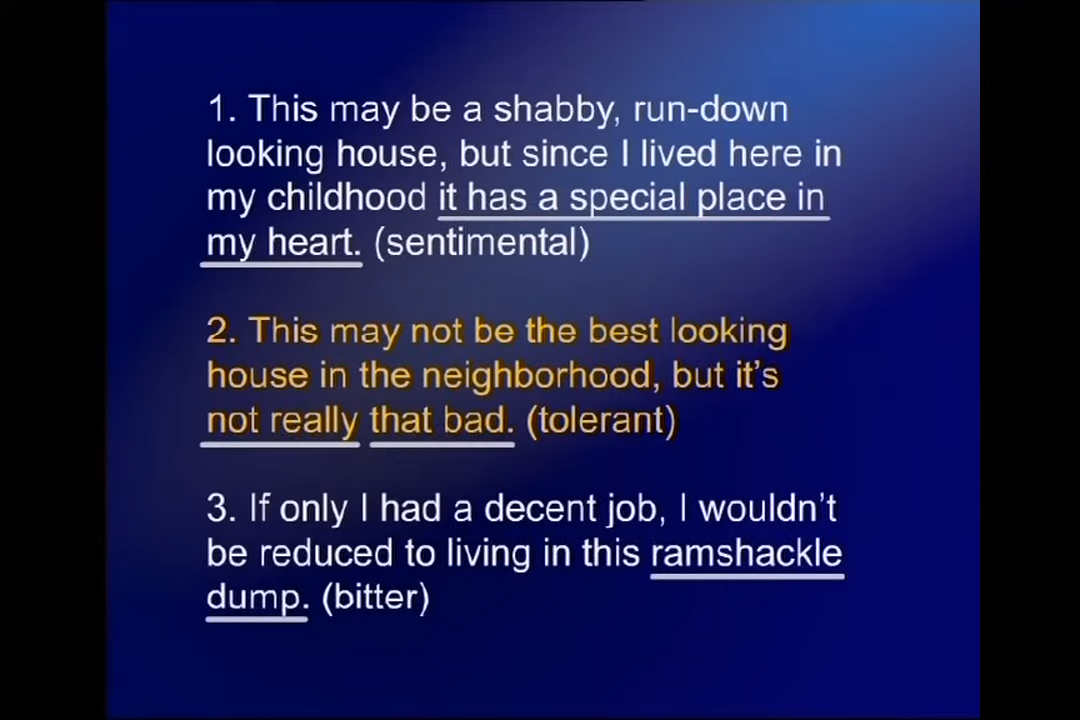 1. This may be a shabby, run-down
looking house, but since I lived here in
my childhood it has a special place in
my heart. (sentimental)
2. This may not be the best looking
house in the neighborhood, but it’s
not really that bad. (tolerant)
3. If only I had a decent job, I wouldn’t
be reduced to living in this ramshackle
dump. (bitter)